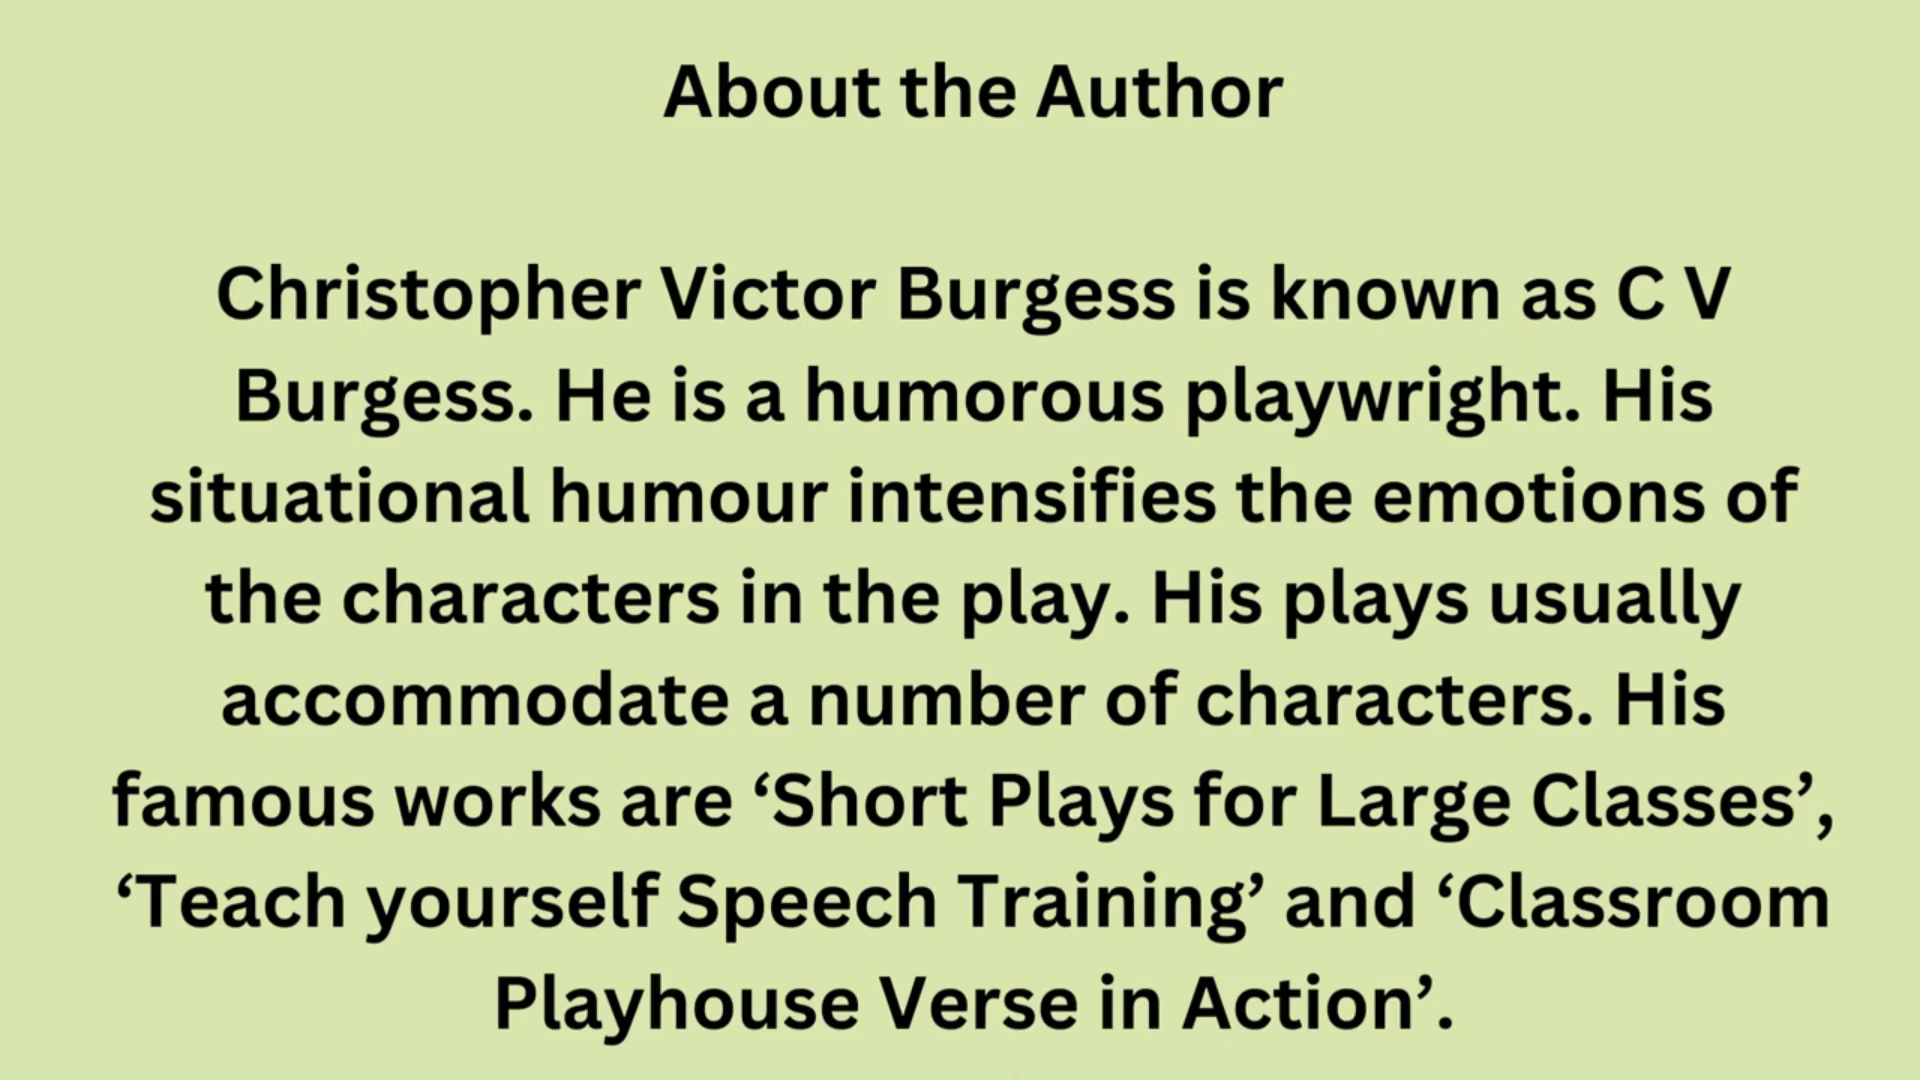 About the Author
Christopher Victor Burgess is known as C V
Burgess. He is a humorous playwright. His
situational humour intensifies the emotions of
the characters in the play. His plays usually
accommodate a number of characters. His
famous works are ‘Short Plays for Large Classes’,
‘Teach yourself Speech Training’ and ‘Classroom
Playhouse Verse in Action’.